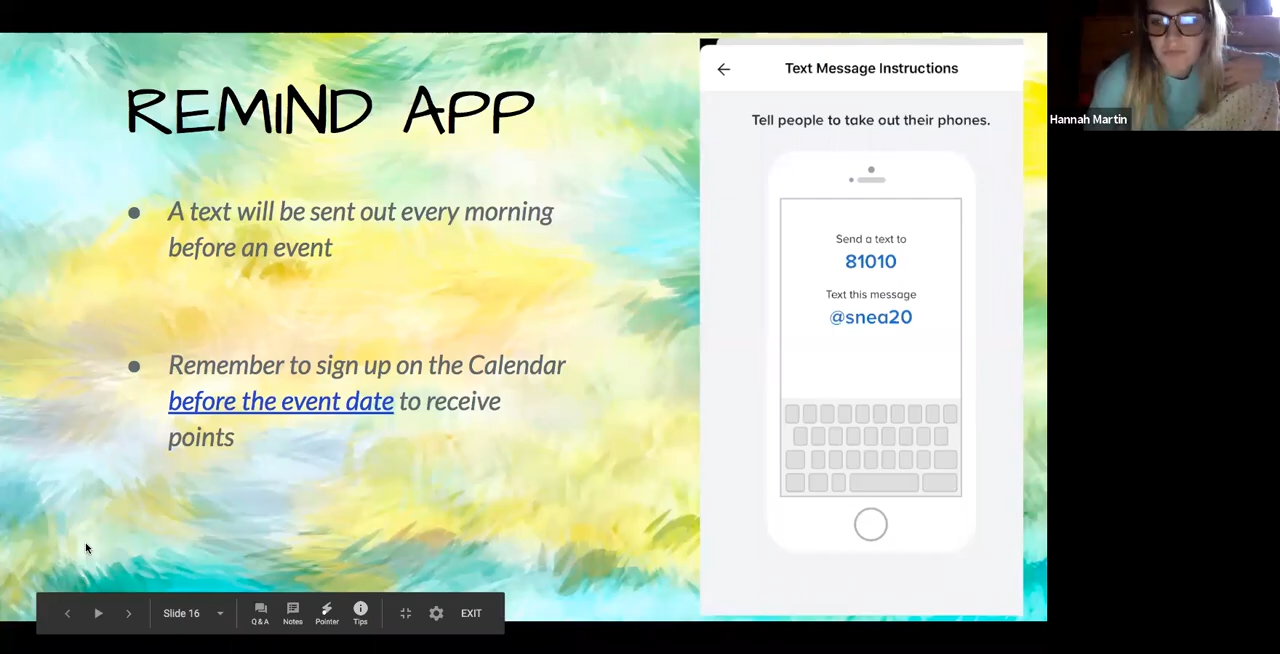 REMIND APP
● A text will be sent out every morning
before an event
● Remember to sign up on the Calendar
before the event date to receive
points
Text Message Instructions
Tell people to take out their phones.
Send a text to
81010
Text this message
@snea20
Hannah Martin
Slide 16
Q&A
Notes
Pointer
Tips
EXIT